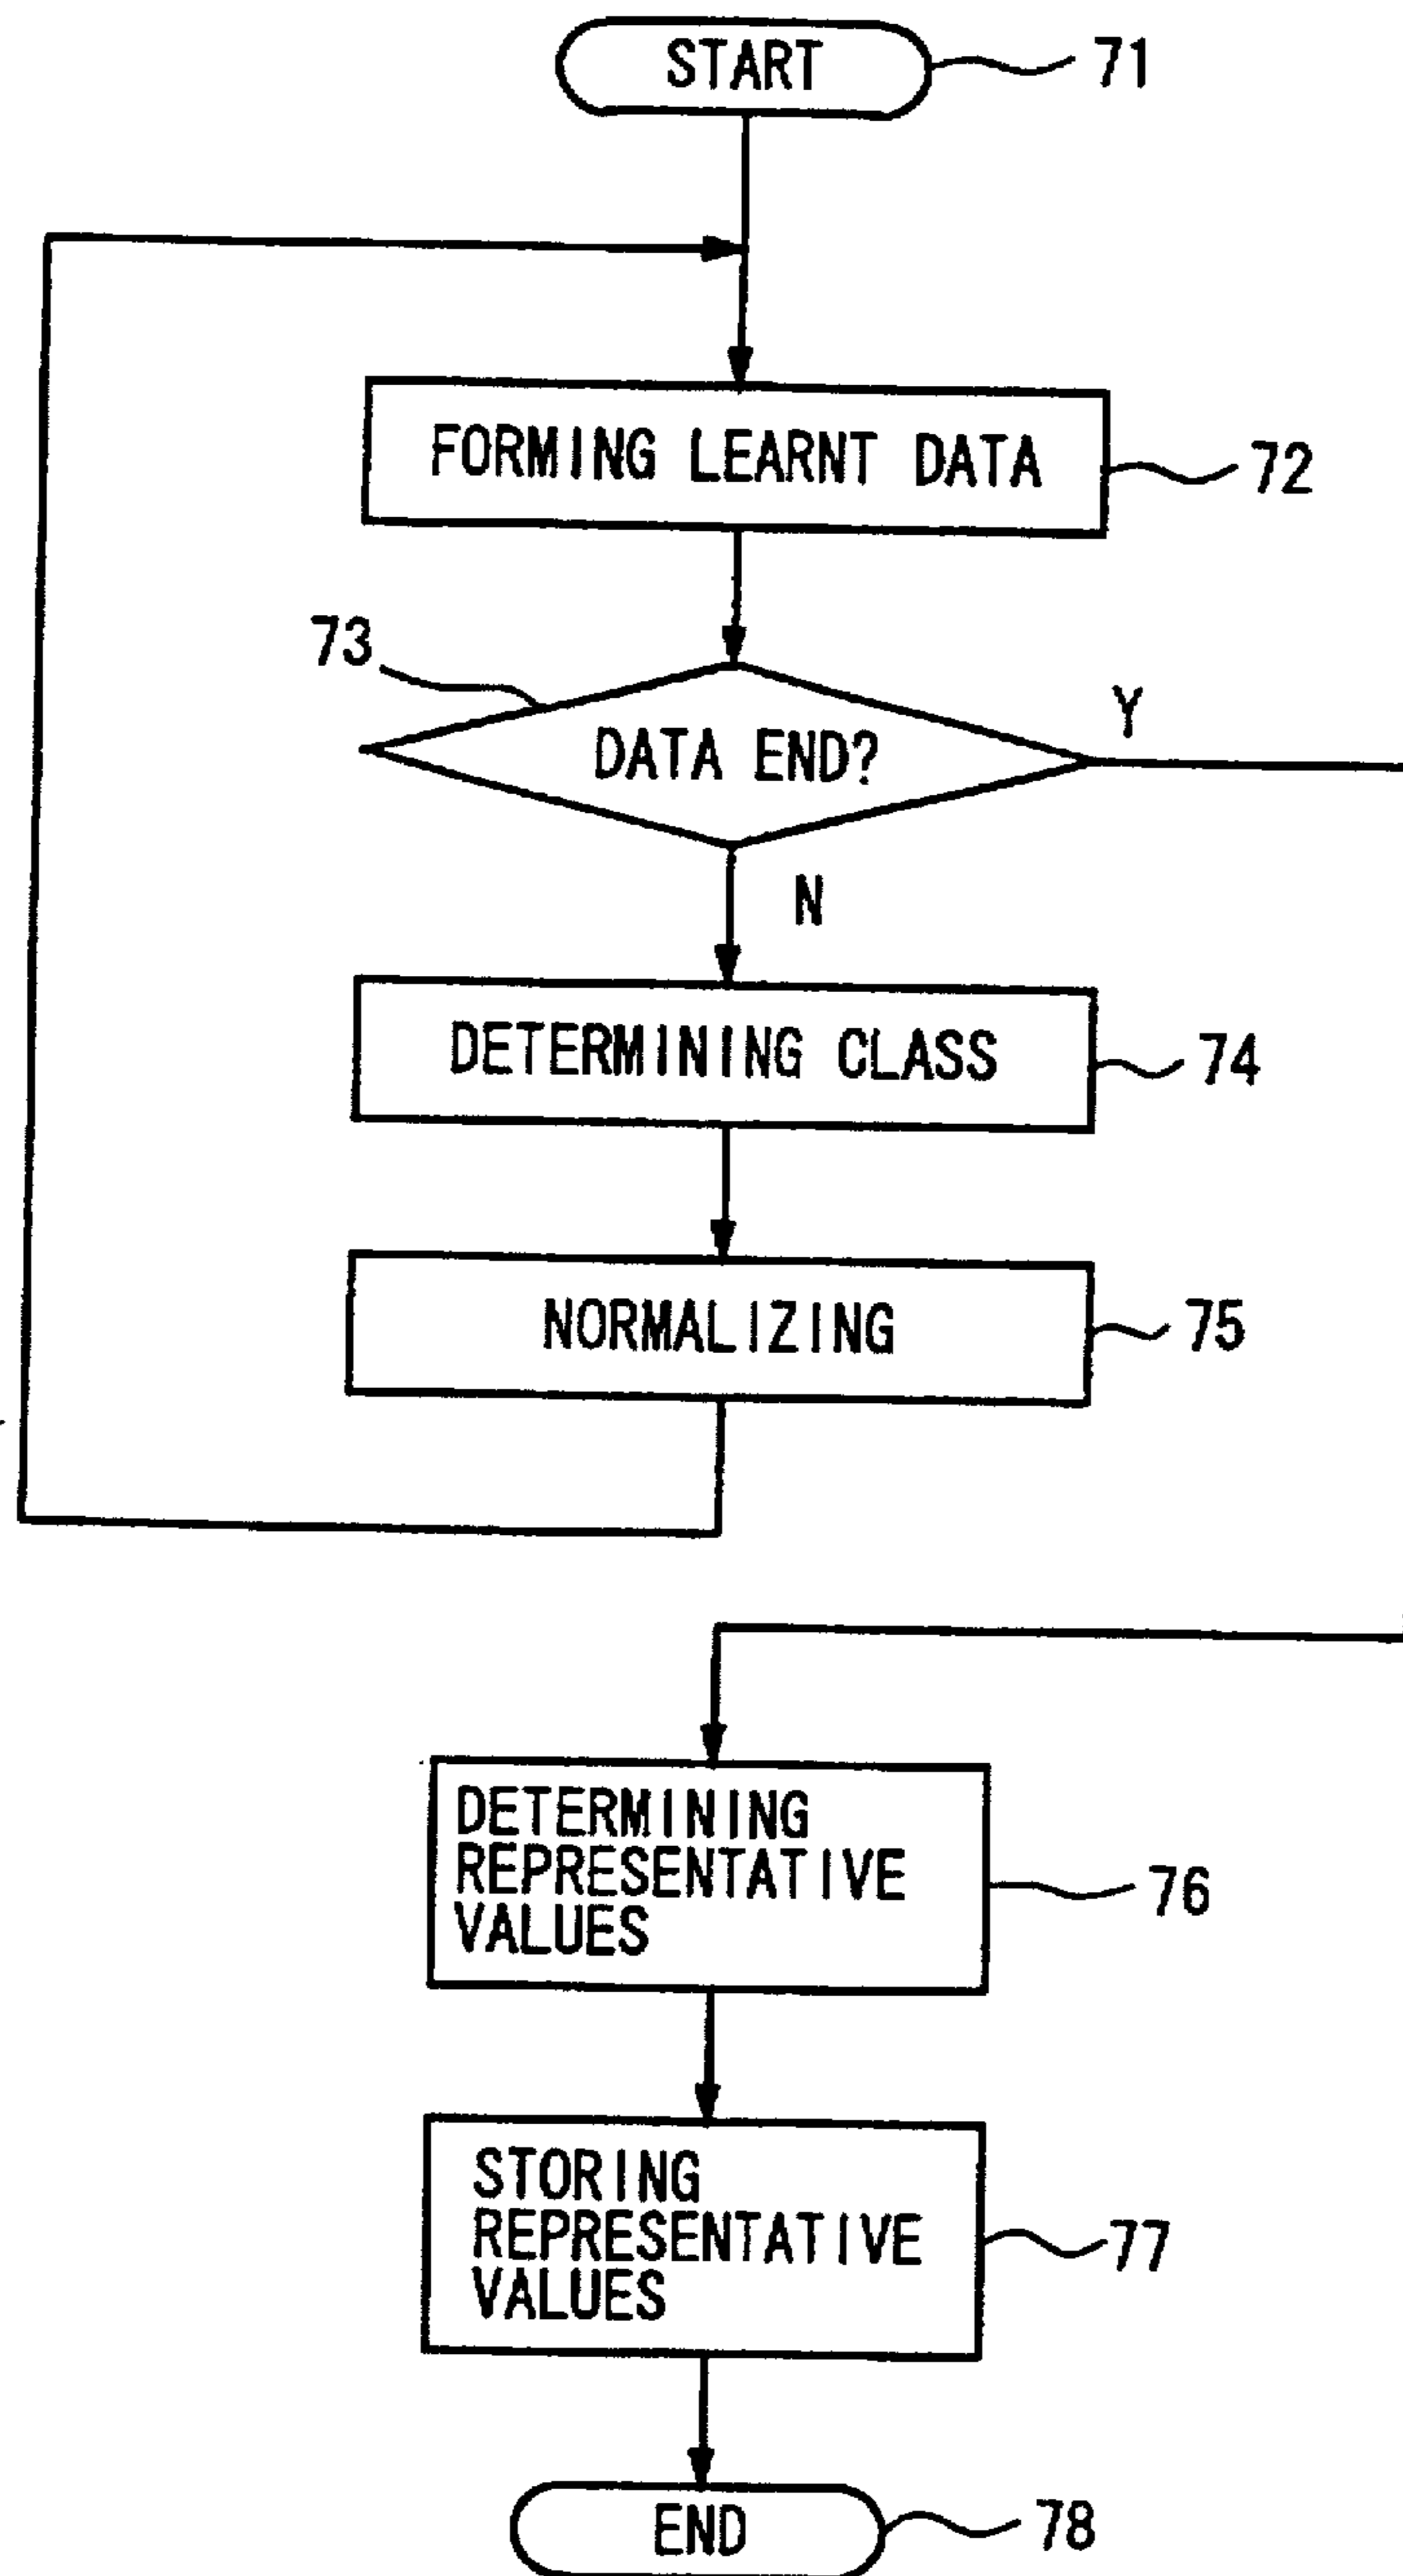 START
71
FORMING LEARNT DATA
72
73
DATA END?
Y
N
DETERMINING CLASS
74
NORMALIZING
75
DETERMINING
REPRESENTATIVE
VALUES
76
STORING
REPRESENTATIVE
VALUES
77
END
78